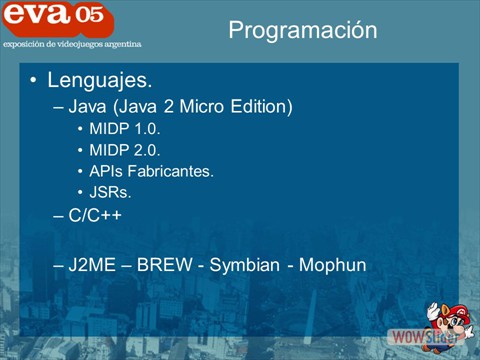 eva 05
exposición de videojuegos argentina
Programación
• Lenguajes.
– Java (Java 2 Micro Edition)
• MIDP 1.0.
• MIDP 2.0.
• APIs Fabricantes.
• JSRs.
– C/C++
– J2ME – BREW - Symbian - Mophun
WOWSlider